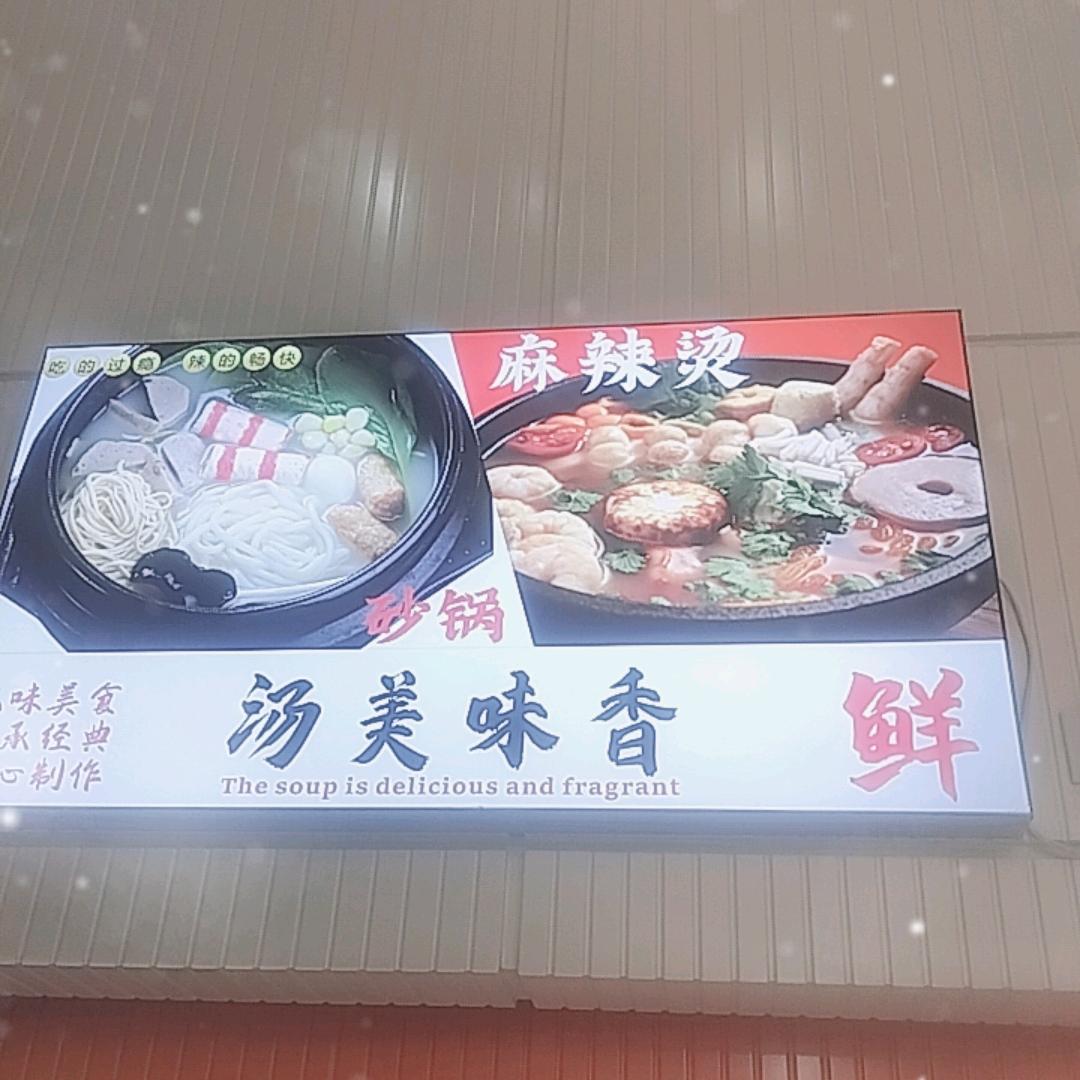 吃的过瘾 辣的畅快
麻辣烫
砂锅
味美食
承经典
心制作
汤美味香
The soup is delicious and fragrant
鲜